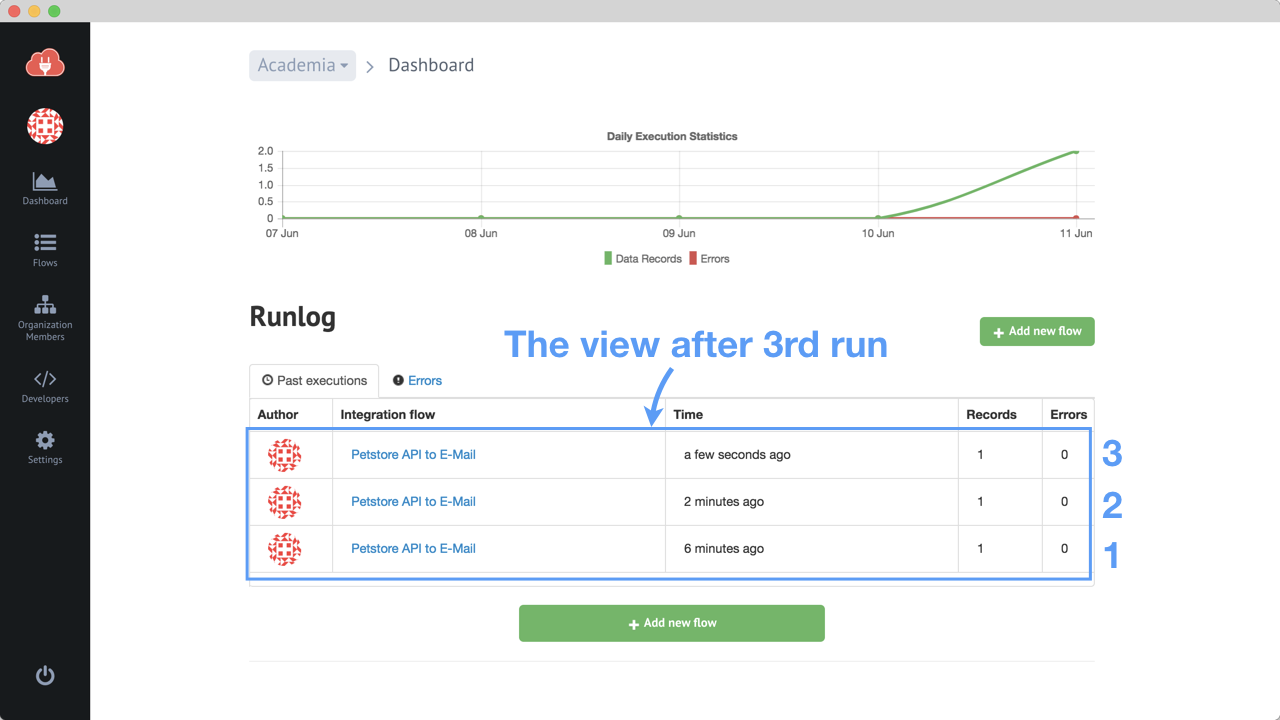 Academia > Dashboard
Dashboard
Flows
Organization
Members
Developers
Settings
Daily Execution Statistics
2.0
1.5
1.0
0.5
0
07 Jun 08 Jun 09 Jun 10 Jun 11 Jun
Data Records Errors
Runlog
Add new flow
The view after 3rd run
Past executions Errors
Author Integration flow Time Records Errors
Petstore API to E-Mail a few seconds ago 1 0 3
Petstore API to E-Mail 2 minutes ago 1 0 2
Petstore API to E-Mail 6 minutes ago 1 0 1
Add new flow